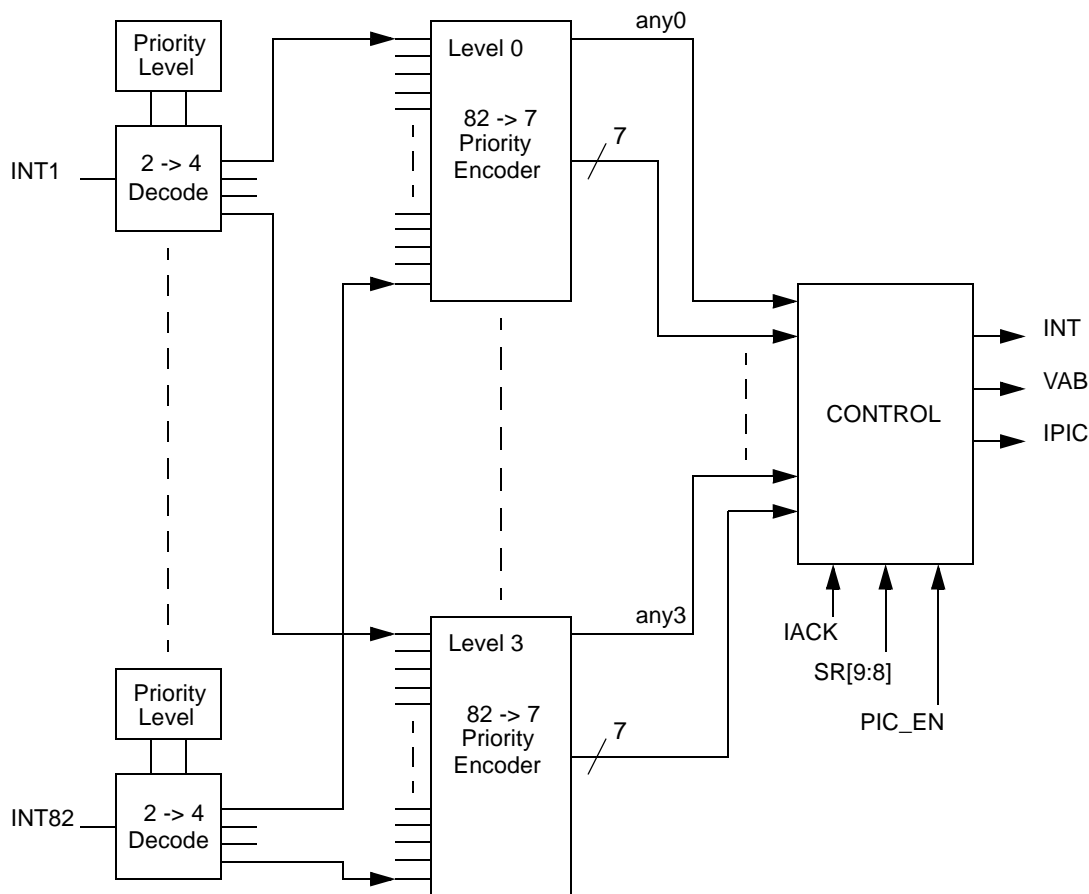 Priority
Level
INT1
2 -> 4
Decode
Level 0
82 -> 7
Priority
Encoder
any0
7
INT
VAB
IPIC
CONTROL
IACK
SR[9:8]
PIC_EN
Priority
Level
INT82
2 -> 4
Decode
Level 3
82 -> 7
Priority
Encoder
any3
7